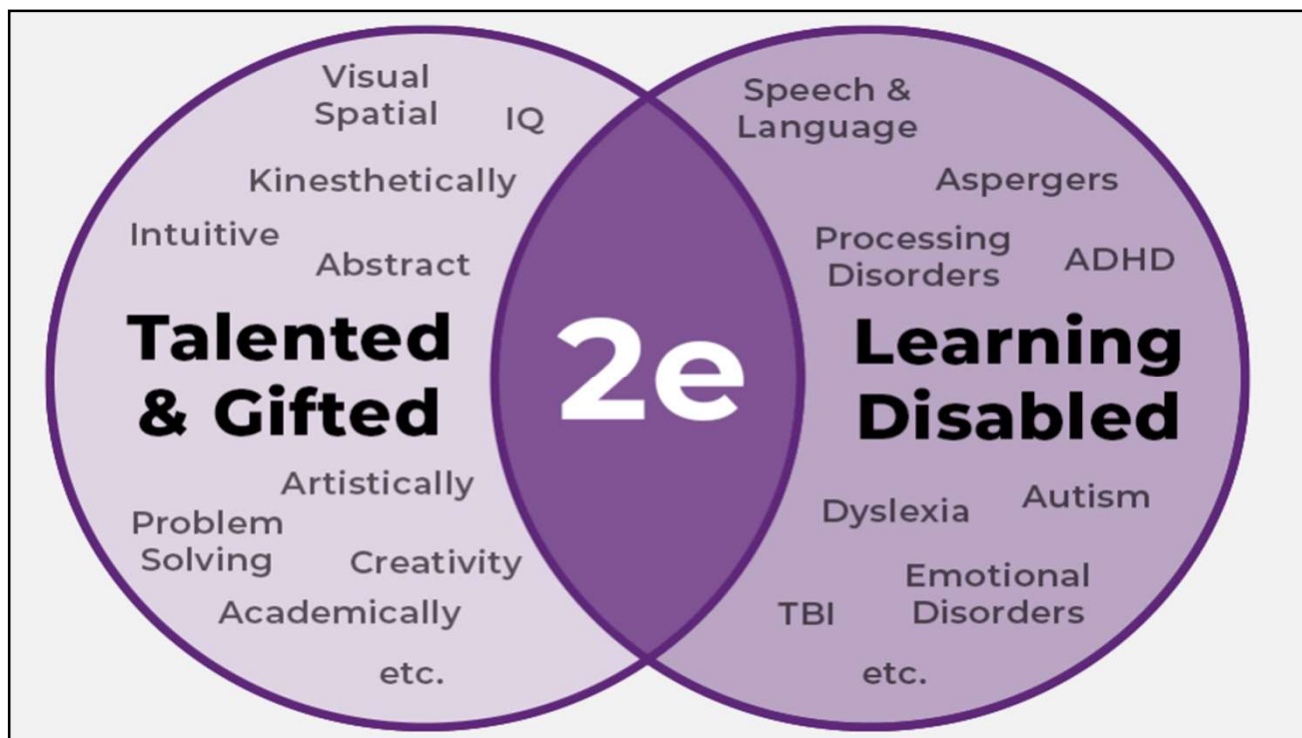 Visual
Spatial
IQ
Kinesthetically
Intuitive
Abstract
Talented
& Gifted
Artistically
Problem
Solving
Creativity
Academically
etc.
2e
Speech &
Language
Aspergers
Processing
Disorders
ADHD
Learning
Disabled
Dyslexia
Autism
Emotional
Disorders
TBI
etc.